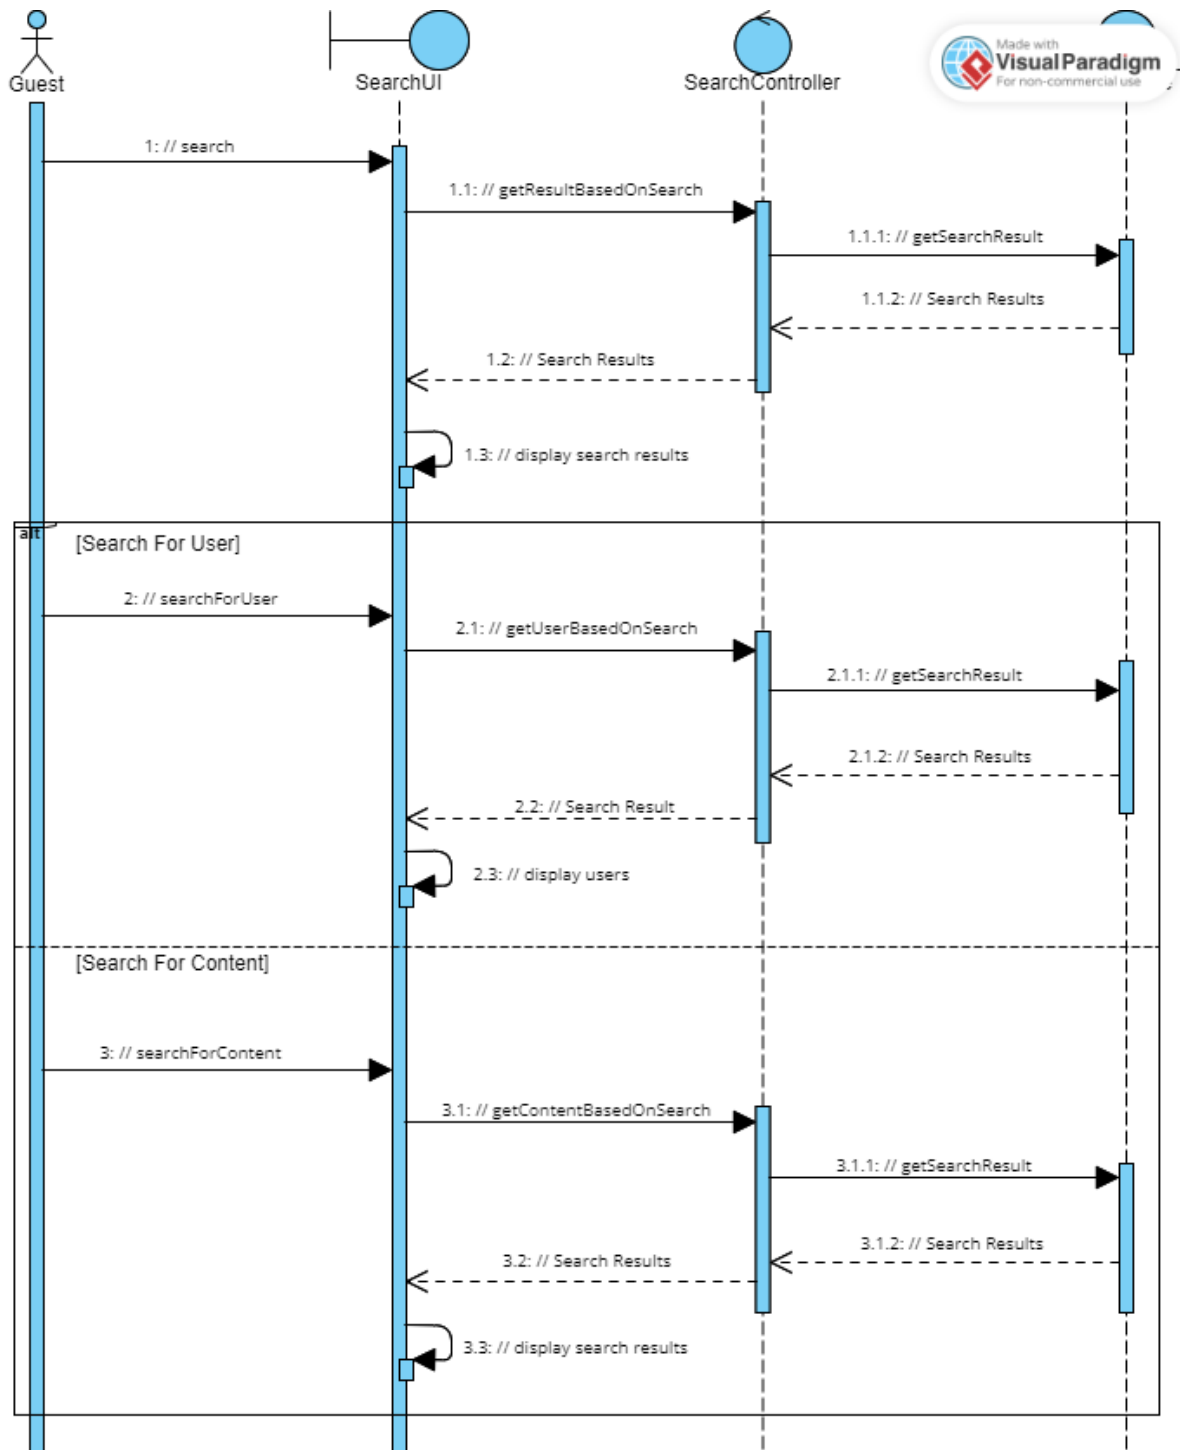 Guest
SearchUI
SearchController
Made with
Visual Paradigm
For non-commercial use
1: // search
1.1: // getResultBasedOnSearch
1.1.1: // getSearchResult
1.1.2: // Search Results
1.2: // Search Results
1.3: // display search results
alt
[Search For User]
2: // searchForUser
2.1: // getUserBasedOnSearch
2.1.1: // getSearchResult
2.1.2: // Search Results
2.2: // Search Result
2.3: // display users
[Search For Content]
3: // searchForContent
3.1: // getContentBasedOnSearch
3.1.1: // getSearchResult
3.1.2: // Search Results
3.2: // Search Results
3.3: // display search results